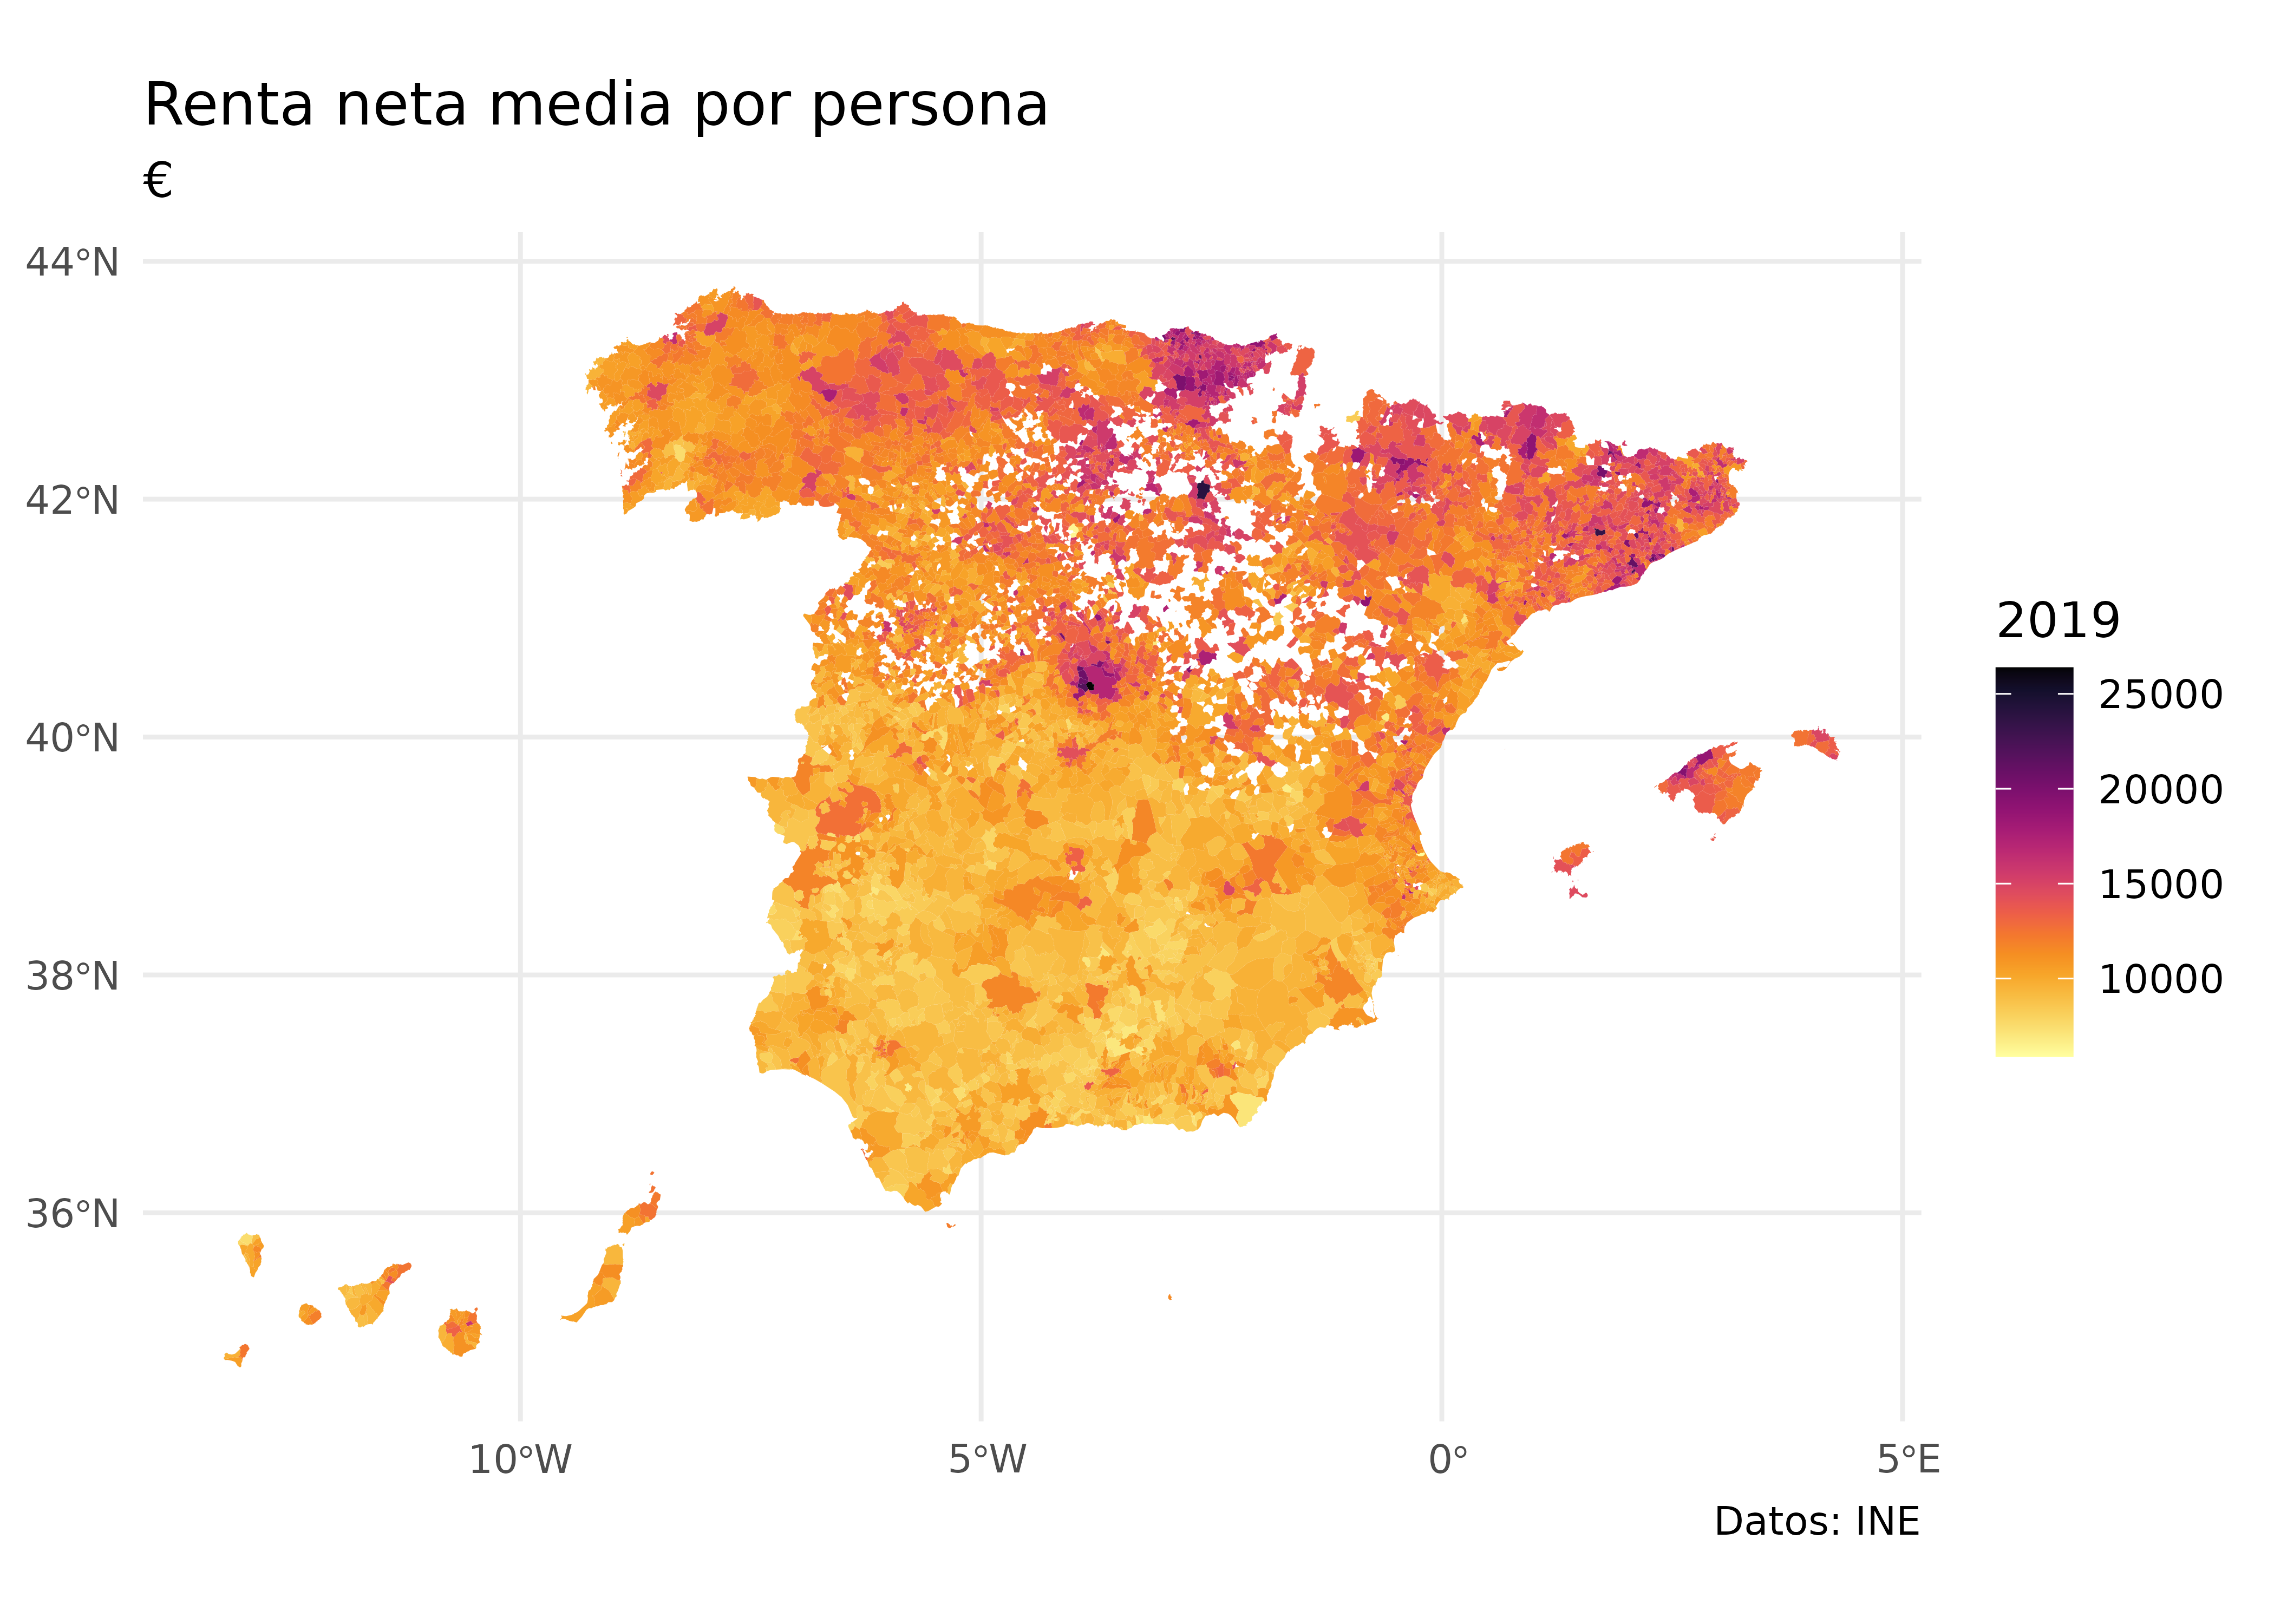 Renta neta media por persona
€
44°N
42°N
40°N
38°N
36°N
10°W
5°W
0°
5°E
2019
25000
20000
15000
10000
Datos: INE